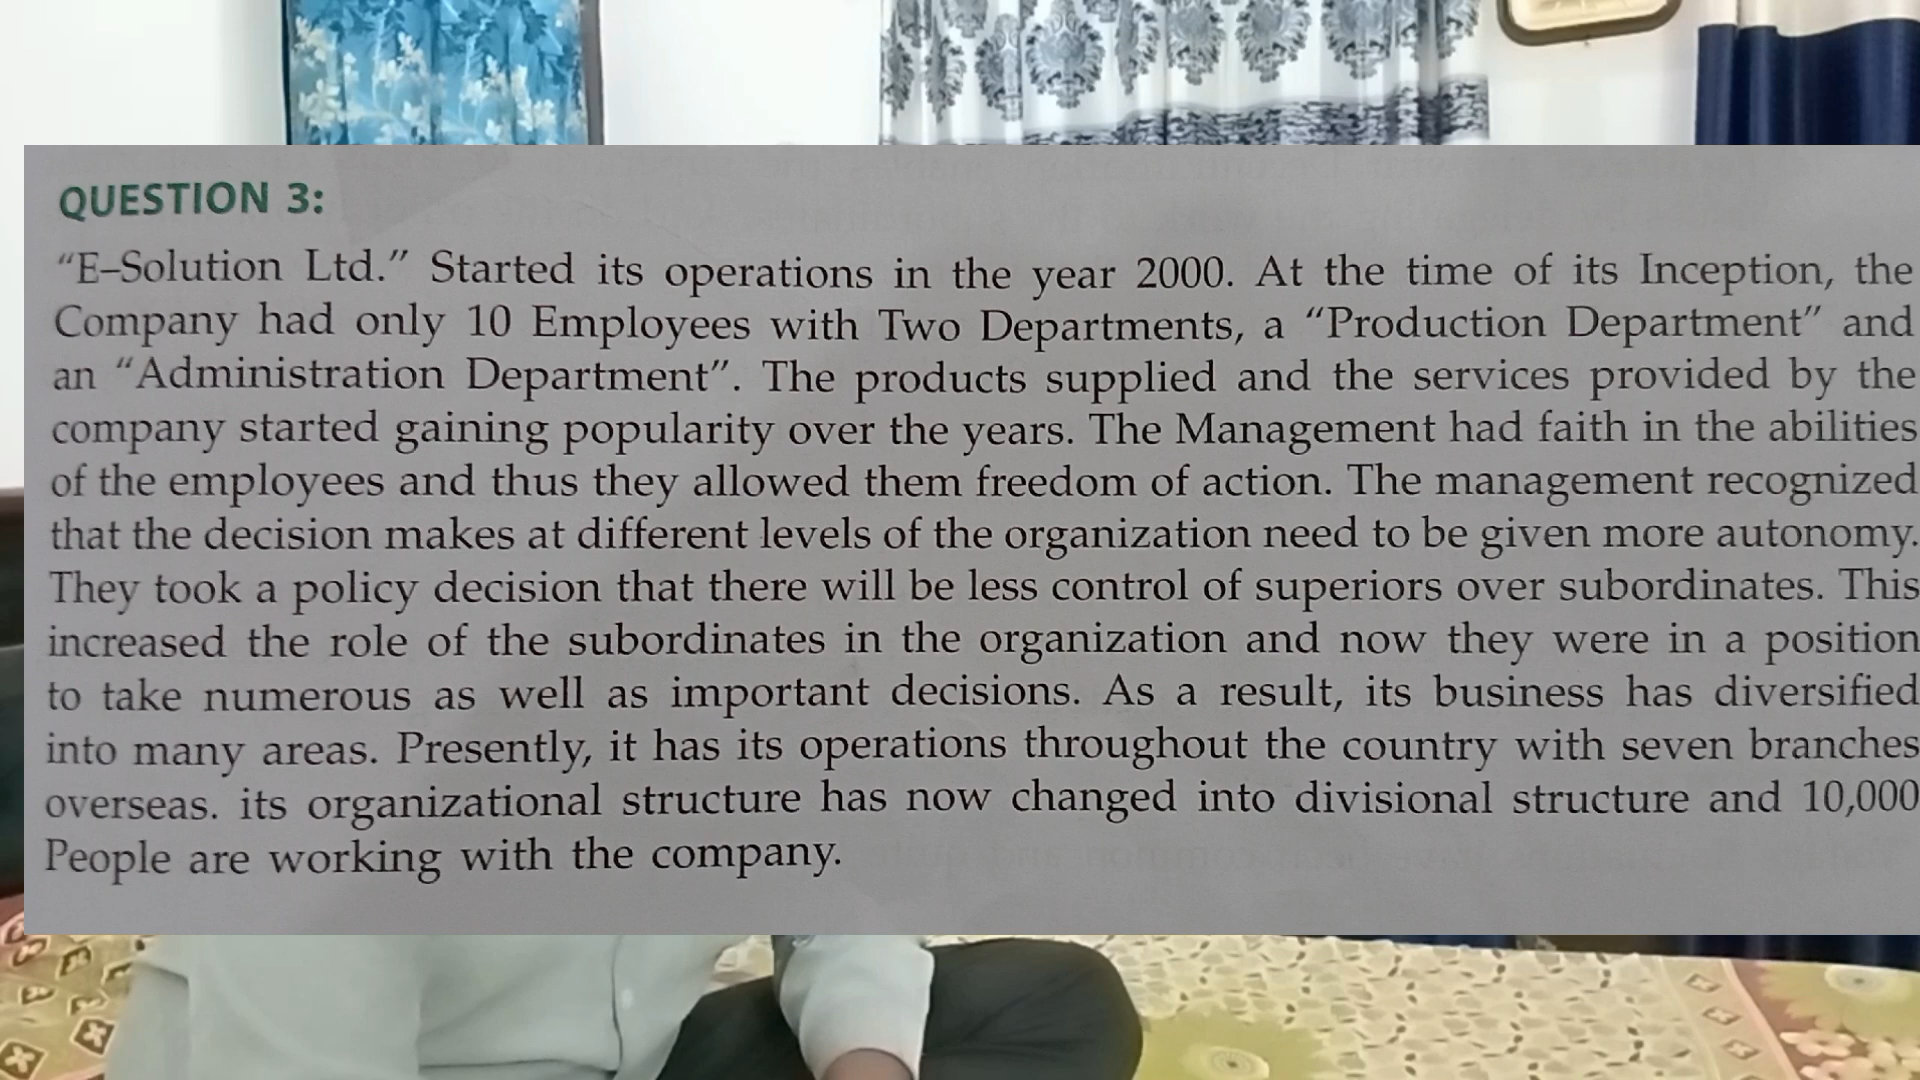 QUESTION 3:
"E–Solution Ltd." Started its operations in the year 2000. At the time of its Inception, the
Company had only 10 Employees with Two Departments, a "Production Department" and
an "Administration Department". The products supplied and the services provided by the
company started gaining popularity over the years. The Management had faith in the abilities
of the employees and thus they allowed them freedom of action. The management recognized
that the decision makes at different levels of the organization need to be given more autonomy.
They took a policy decision that there will be less control of superiors over subordinates. This
increased the role of the subordinates in the organization and now they were in a position
to take numerous as well as important decisions. As a result, its business has diversified
into many areas. Presently, it has its operations throughout the country with seven branches
overseas. its organizational structure has now changed into divisional structure and 10,000
People are working with the company.